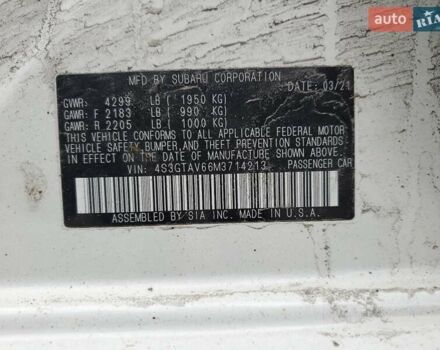 AUTO
RIA
MFD BY SUBARU CORPORATION
DATE: 03/21
GVWR: 4299 LB ( 1950 KG)
GAWR: F 2183 LB ( 990 KG)
GAWR: R 2205 LB ( 1000 KG)
THIS VEHICLE CONFORMS TO ALL APPLICABLE FEDERAL MOTOR
VEHICLE SAFETY, BUMPER, AND THEFT PREVENTION STANDARDS
IN EFFECT ON THE DATE OF MANUFACTURE SHOWN ABOVE.
VIN: 4S3GTAV66M3714213 PASSENGER CAR
ASSEMBLED BY SIA INC. MADE IN U.S.A.